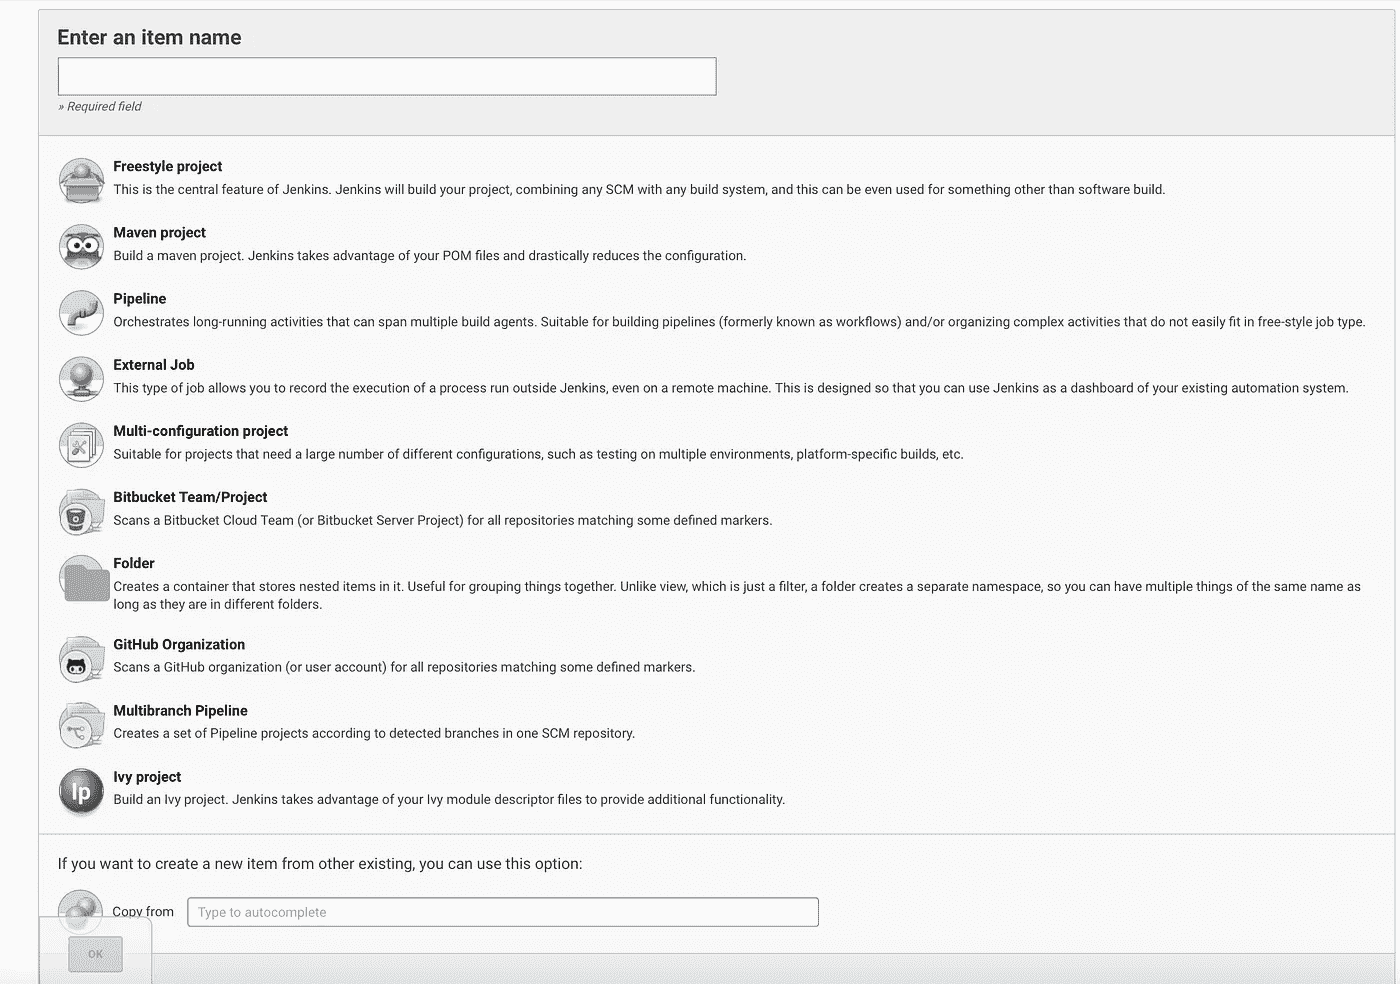 Enter an item name
» Required field
Freestyle project
This is the central feature of Jenkins. Jenkins will build your project, combining any SCM with any build system, and this can be even used for something other than software build.
Maven project
Build a maven project. Jenkins takes advantage of your POM files and drastically reduces the configuration.
Pipeline
Orchestrates long-running activities that can span multiple build agents. Suitable for building pipelines (formerly known as workflows) and/or organizing complex activities that do not easily fit in free-style job type.
External Job
This type of job allows you to record the execution of a process run outside Jenkins, even on a remote machine. This is designed so that you can use Jenkins as a dashboard of your existing automation system.
Multi-configuration project
Suitable for projects that need a large number of different configurations, such as testing on multiple environments, platform-specific builds, etc.
Bitbucket Team/Project
Scans a Bitbucket Cloud Team (or Bitbucket Server Project) for all repositories matching some defined markers.
Folder
Creates a container that stores nested items in it. Useful for grouping things together. Unlike view, which is just a filter, a folder creates a separate namespace, so you can have multiple things of the same name as
long as they are in different folders.
GitHub Organization
Scans a GitHub organization (or user account) for all repositories matching some defined markers.
Multibranch Pipeline
Creates a set of Pipeline projects according to detected branches in one SCM repository.
Ip
Ivy project
Build an Ivy project. Jenkins takes advantage of your Ivy module descriptor files to provide additional functionality.
If you want to create a new item from other existing, you can use this option:
Copy from
Type to autocomplete
OK